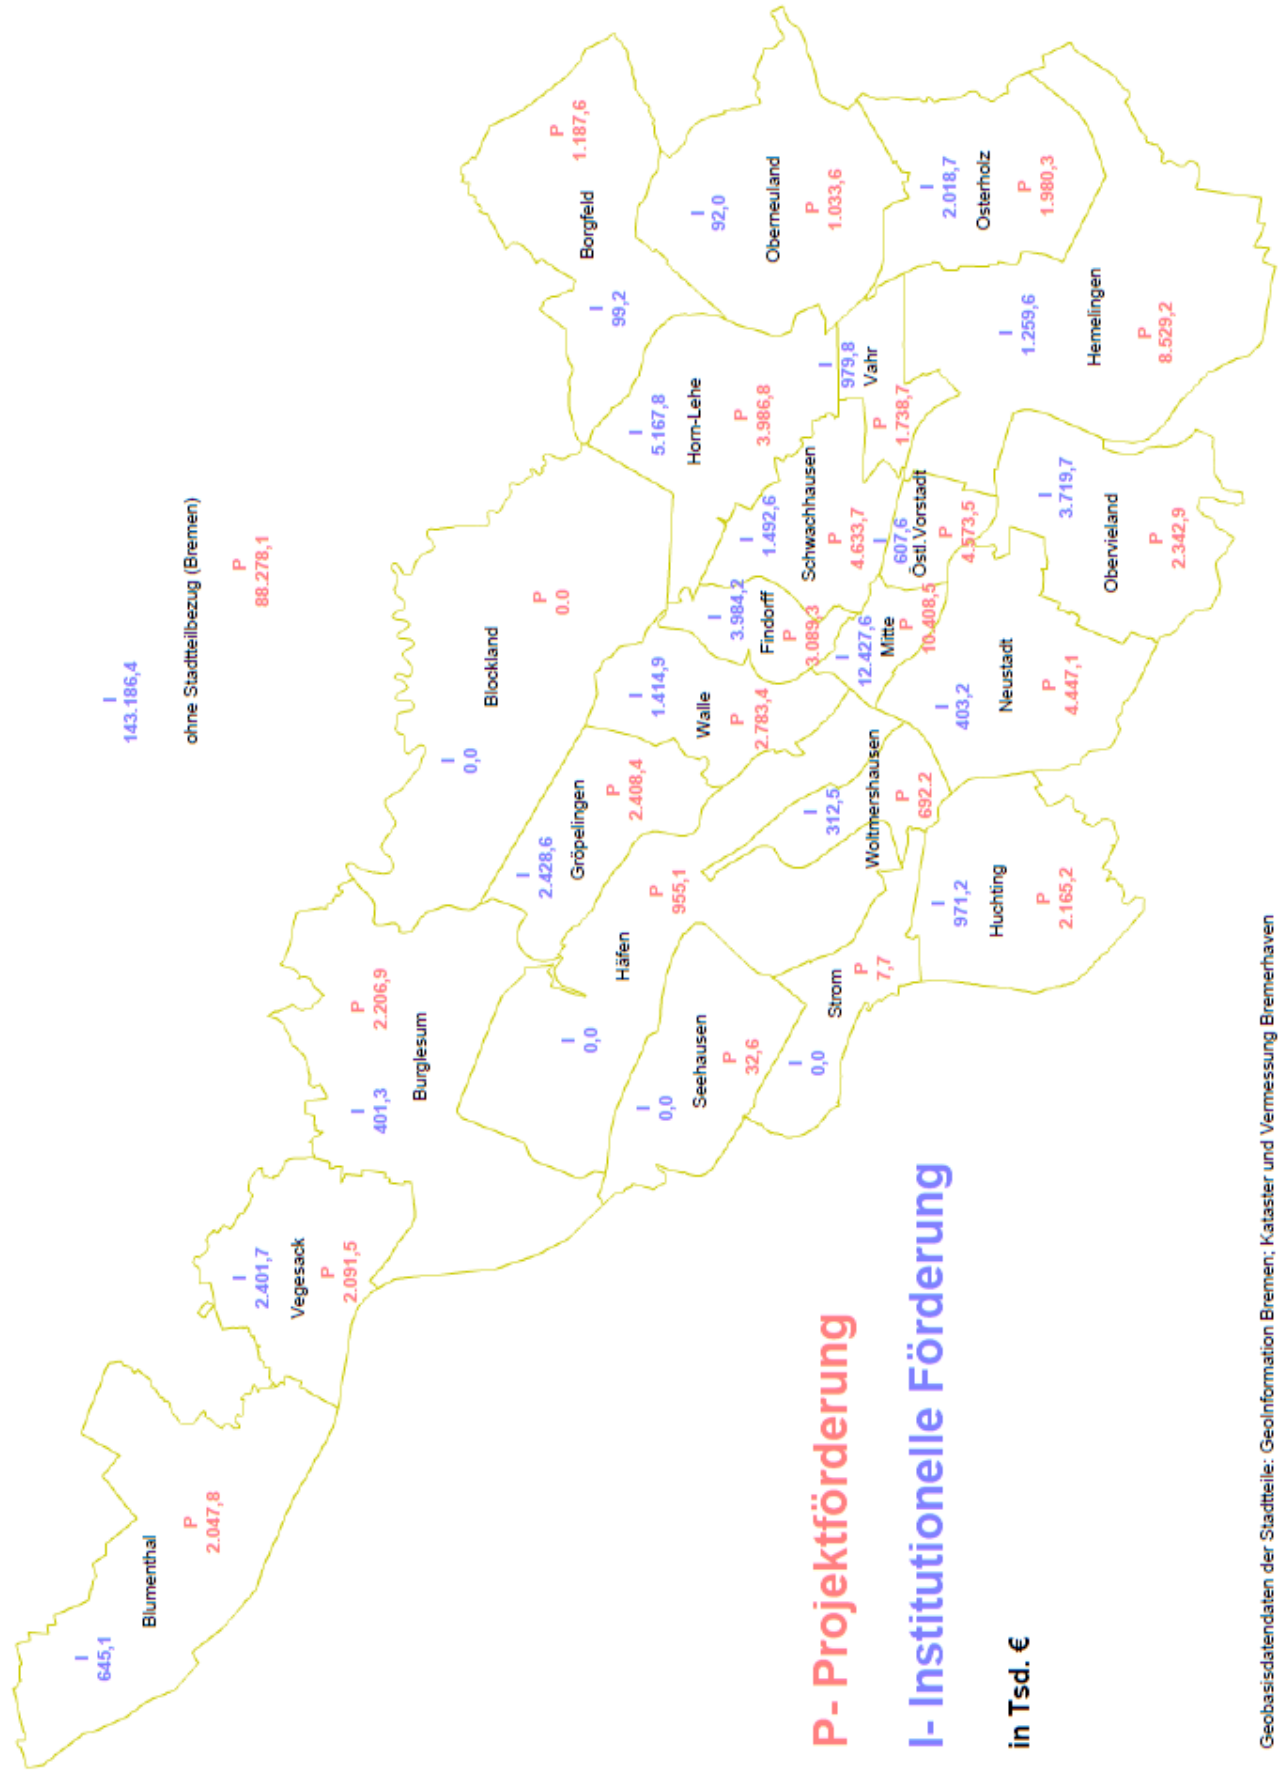 I
143.186,4
ohne Stadtteilbezug (Bremen)
P
88.278,1
I
645,1
Blumenthal
P
2.047,8
I
2.401,7
Vegesack
P
2.091,5
I
401,3
P
2.206,9
Burglesum
I
0,0
Blockland
P
0.0
I
99,2
Borgfeld
P
1.187,6
I
2.428,6
Gröpelingen
P
2.408,4
I
0,0
Häfen
P
955,1
I
0,0
Seehausen
P
32,6
I
0,0
Strom
P
7,7
I
1.414,9
Walle
P
2.783,4
I
3.984,2
Findorff
P
3.089,3
I
5.167,8
Horn-Lehe
P
3.986,8
I
92,0
Oberneuland
P
1.033,6
I
1.492,6
Schwachhausen
P
4.633,7
I
979,8
Vahr
P
1.738,7
I
2.018,7
Osterholz
P
1.980,3
I
312,5
Woltmershausen
P
692.2
I
12.427,6
Mitte
P
10.408,5
I
607,6
Östl.Vorstadt
P
4.573,5
I
1.259,6
Hemelingen
P
8.529,2
I
971,2
Huchting
P
2.165,2
I
403,2
Neustadt
P
4.447,1
I
3.719,7
Obervieland
P
2.342,9
P- Projektförderung
I- Institutionelle Förderung
in Tsd. €
Geobasisdatendaten der Stadtteile: GeoInformation Bremen; Kataster und Vermessung Bremerhaven